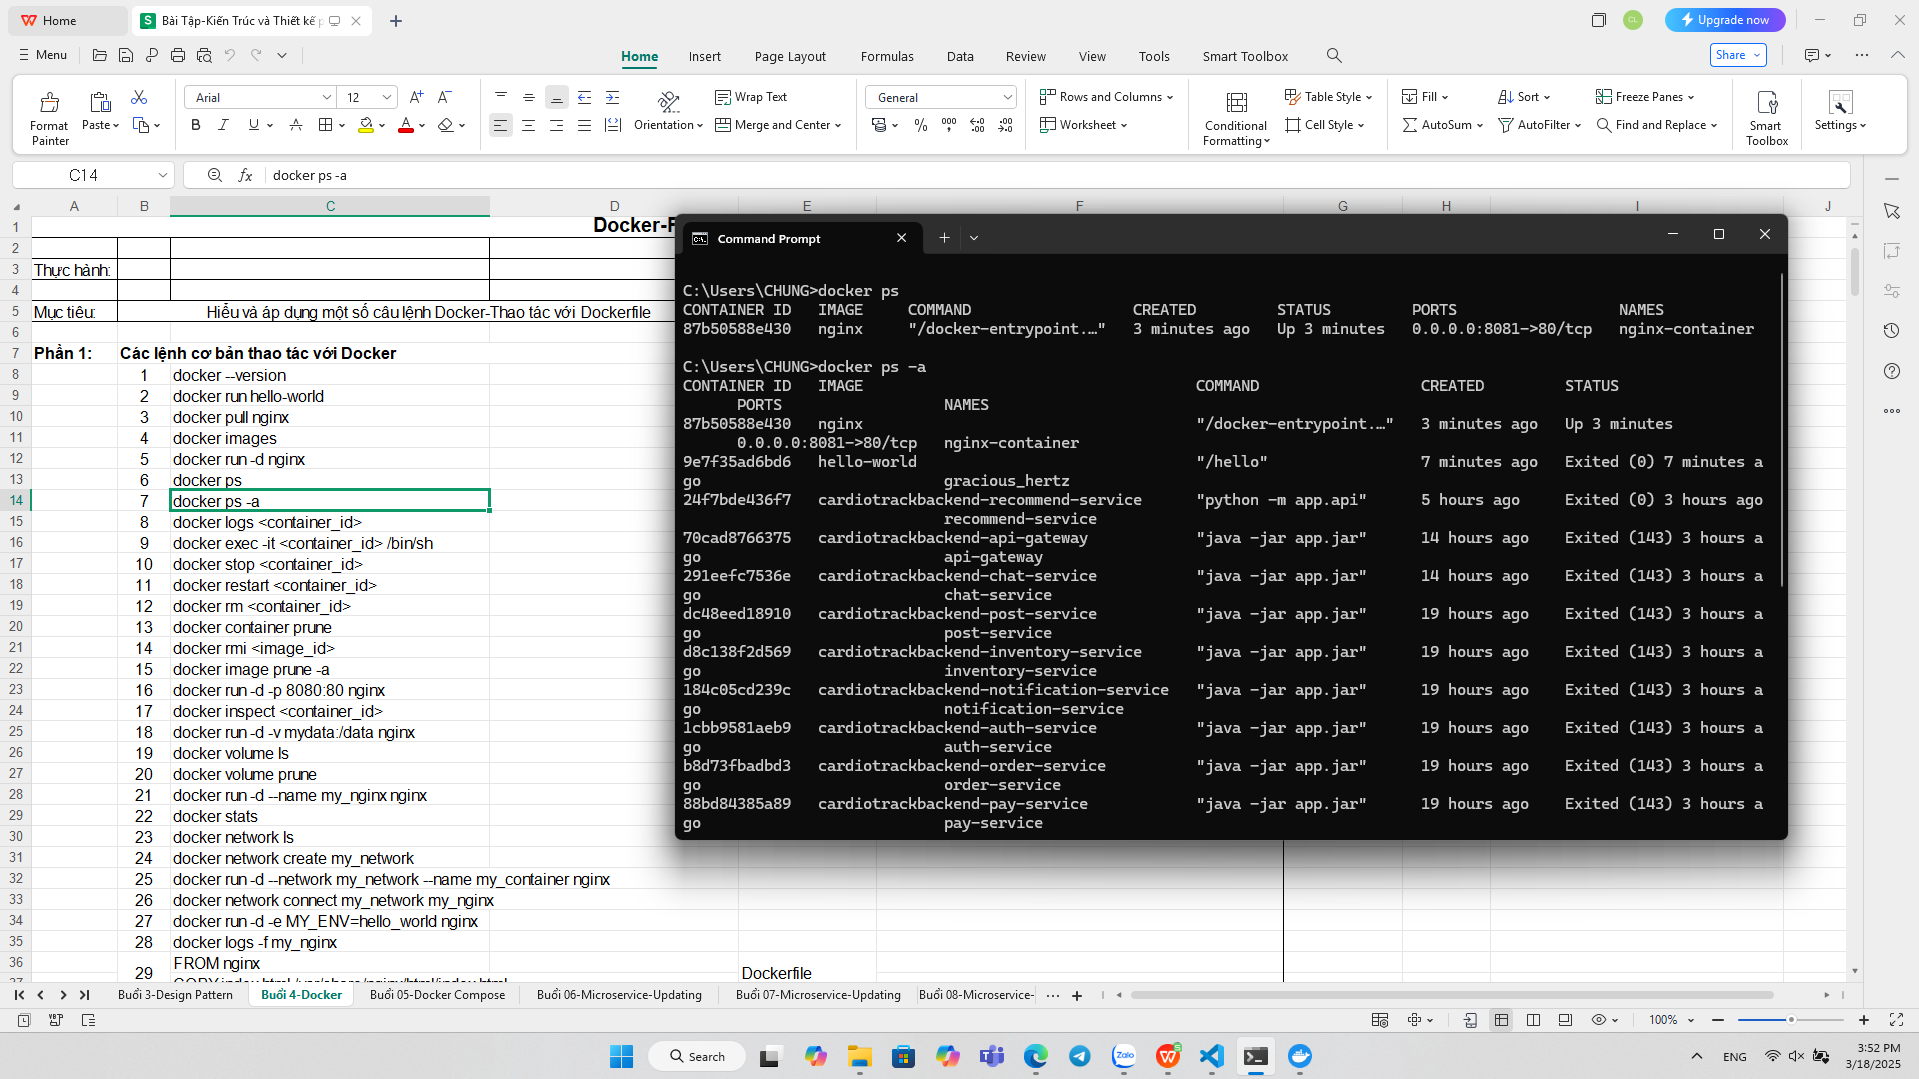 Home
Bài Tập-Kiến Trúc và Thiết kế p
CL
Upgrade now
Menu
Home
Insert
Page Layout
Formulas
Data
Review
View
Tools
Smart Toolbox
Share
Format Painter
Paste
Arial
12
Orientation
Wrap Text
Merge and Center
General
Rows and Columns
Worksheet
Conditional Formatting
Table Style
Cell Style
Fill
AutoSum
Sort
AutoFilter
Freeze Panes
Find and Replace
Smart Toolbox
Settings
C14
fx
docker ps -a
A B C D E F G H I J
1 Docker-F
2
3 Thực hành:
4
5 Mục tiêu: Hiểu và áp dụng một số câu lệnh Docker-Thao tác với Dockerfile
6
7 Phần 1: Các lệnh cơ bản thao tác với Docker
8 1 docker --version
9 2 docker run hello-world
10 3 docker pull nginx
11 4 docker images
12 5 docker run -d nginx
13 6 docker ps
14 7 docker ps -a
15 8 docker logs <container_id>
16 9 docker exec -it <container_id> /bin/sh
17 10 docker stop <container_id>
18 11 docker restart <container_id>
19 12 docker rm <container_id>
20 13 docker container prune
21 14 docker rmi <image_id>
22 15 docker image prune -a
23 16 docker run -d -p 8080:80 nginx
24 17 docker inspect <container_id>
25 18 docker run -d -v mydata:/data nginx
26 19 docker volume ls
27 20 docker volume prune
28 21 docker run -d --name my_nginx nginx
29 22 docker stats
30 23 docker network ls
31 24 docker network create my_network
32 25 docker run -d --network my_network --name my_container nginx
33 26 docker network connect my_network my_nginx
34 27 docker run -d -e MY_ENV=hello_world nginx
35 28 docker logs -f my_nginx
36 FROM nginx
29 Dockerfile
Command Prompt
C:\Users\CHUNG>docker ps
CONTAINER ID IMAGE COMMAND CREATED STATUS PORTS NAMES
87b50588e430 nginx "/docker-entrypoint.…" 3 minutes ago Up 3 minutes 0.0.0.0:8081->80/tcp nginx-container
C:\Users\CHUNG>docker ps -a
CONTAINER ID IMAGE COMMAND CREATED STATUS
PORTS NAMES
87b50588e430 nginx "/docker-entrypoint.…" 3 minutes ago Up 3 minutes
0.0.0.0:8081->80/tcp nginx-container
9e7f35ad6bd6 hello-world "/hello" 7 minutes ago Exited (0) 7 minutes a
go gracious_hertz
24f7bde436f7 cardiotrackbackend-recommend-service "python -m app.api" 5 hours ago Exited (0) 3 hours ago
recommend-service
70cad8766375 cardiotrackbackend-api-gateway "java -jar app.jar" 14 hours ago Exited (143) 3 hours a
go api-gateway
291eefc7536e cardiotrackbackend-chat-service "java -jar app.jar" 14 hours ago Exited (143) 3 hours a
go chat-service
dc48eed18910 cardiotrackbackend-post-service "java -jar app.jar" 19 hours ago Exited (143) 3 hours a
go post-service
d8c138f2d569 cardiotrackbackend-inventory-service "java -jar app.jar" 19 hours ago Exited (143) 3 hours a
go inventory-service
184c05cd239c cardiotrackbackend-notification-service "java -jar app.jar" 19 hours ago Exited (143) 3 hours a
go notification-service
1cbb9581aeb9 cardiotrackbackend-auth-service "java -jar app.jar" 19 hours ago Exited (143) 3 hours a
go auth-service
b8d73fbadbd3 cardiotrackbackend-order-service "java -jar app.jar" 19 hours ago Exited (143) 3 hours a
go order-service
88bd84385a89 cardiotrackbackend-pay-service "java -jar app.jar" 19 hours ago Exited (143) 3 hours a
go pay-service
Buổi 3-Design Pattern
Buổi 4-Docker
Buổi 05-Docker Compose
Buổi 06-Microservice-Updating
Buổi 07-Microservice-Updating
Buổi 08-Microservice-
100%
Search
Zalo
ENG
3:52 PM
3/18/2025